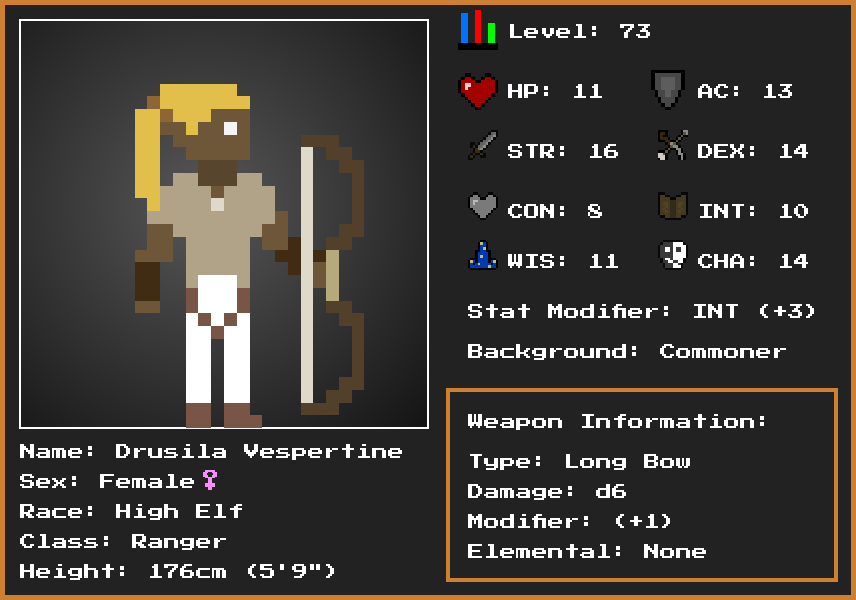 Level: 73
HP: 11
AC: 13
STR: 16
DEX: 14
CON: 8
INT: 10
WIS: 11
CHA: 14
Stat Modifier: INT (+3)
Background: Commoner
Weapon Information:
Type: Long Bow
Damage: d6
Modifier: (+1)
Elemental: None
Name: Drusila Vespertine
Sex: Female♀
Race: High Elf
Class: Ranger
Height: 176cm (5'9")